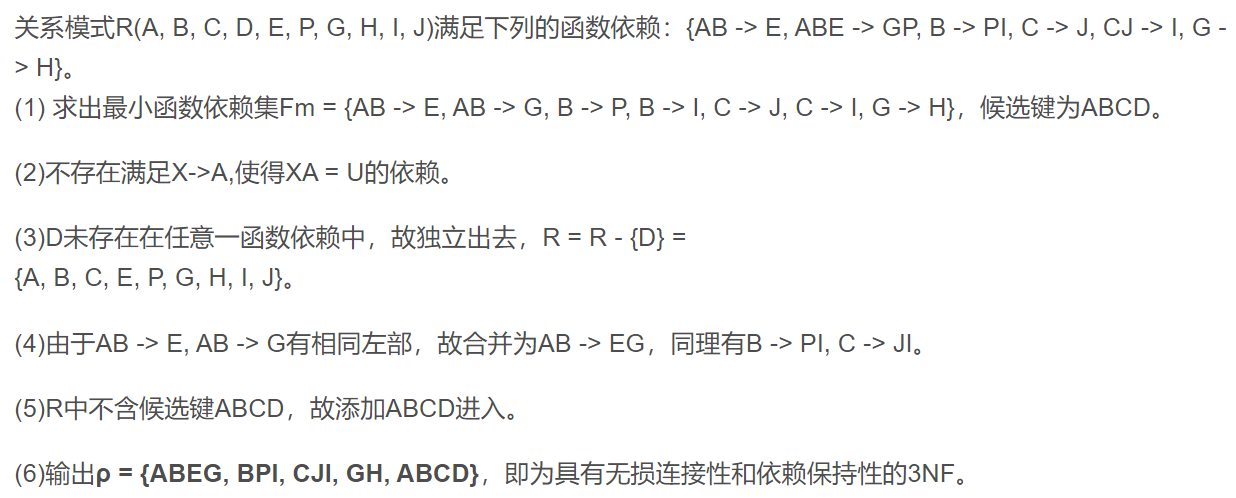 关系模式R(A, B, C, D, E, P, G, H, I, J)满足下列的函数依赖：{AB -> E, ABE -> GP, B -> PI, C -> J, CJ -> I, G -
> H}。
(1) 求出最小函数依赖集Fm = {AB -> E, AB -> G, B -> P, B -> I, C -> J, C -> I, G -> H}，候选键为ABCD。
(2)不存在满足X->A,使得XA = U的依赖。
(3)D未存在在任意一函数依赖中，故独立出去，R = R - {D} =
{A, B, C, E, P, G, H, I, J}。
(4)由于AB -> E, AB -> G有相同左部，故合并为AB -> EG，同理有B -> PI, C -> JI。
(5)R中不含候选键ABCD，故添加ABCD进入。
(6)输出ρ = {ABEG, BPI, CJI, GH, ABCD}，即为具有无损连接性和依赖保持性的3NF。